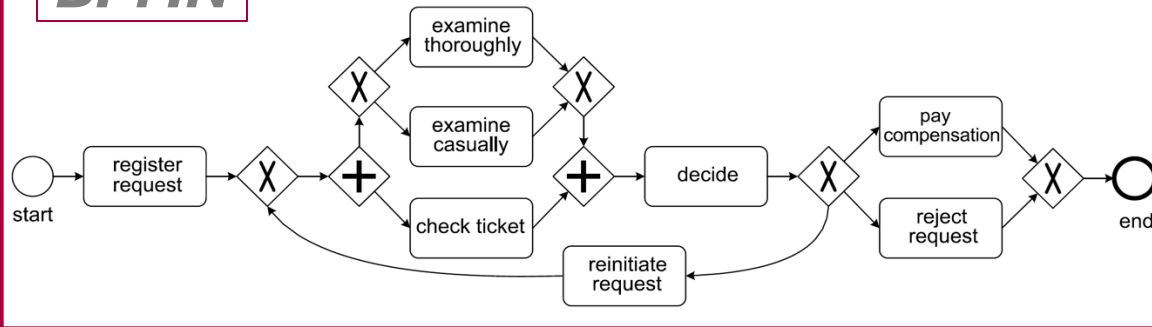 BPMN
examine
thoroughly
X
X
examine
casually
pay
compensation
start
register
request
X
+
+
decide
X
X
end
check ticket
reject
request
reinitiate
request